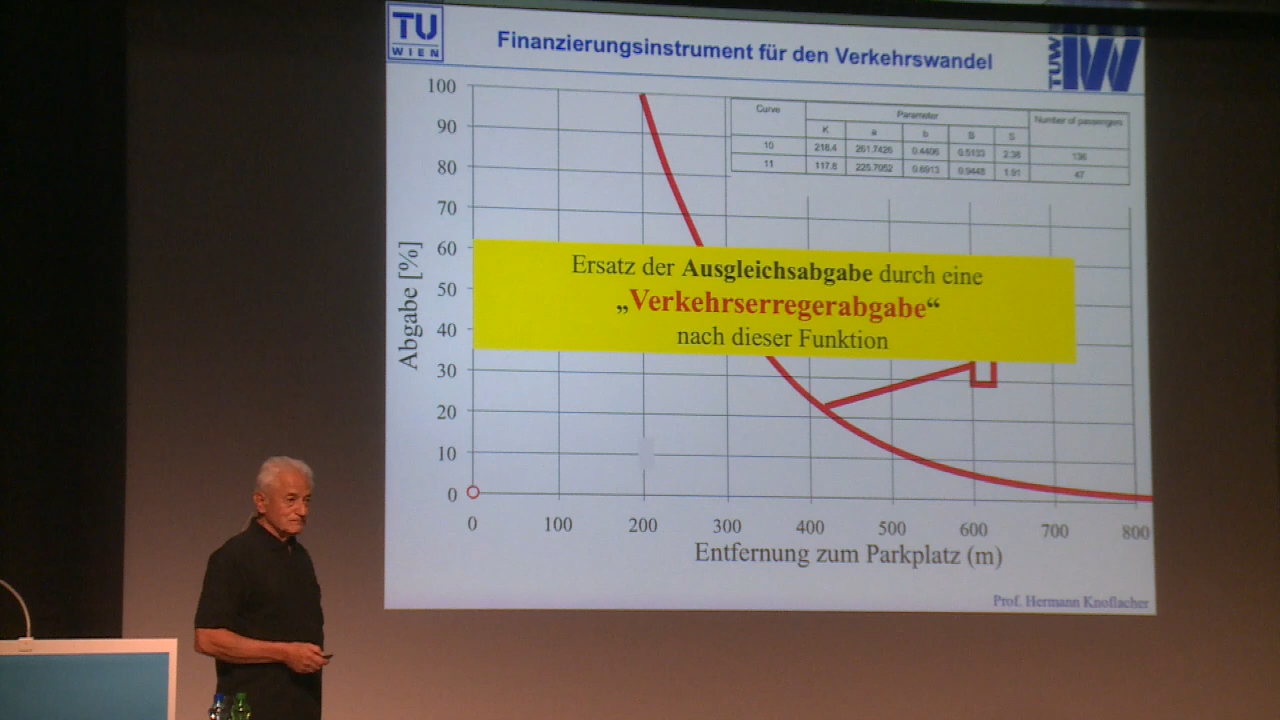 TU
WIEN
Finanzierungsinstrument für den Verkehrswandel
TUW
IW
100
90
80
70
60
50
40
30
20
10
0
Abgabe [%]
Curve Parameter Number of passengers
K a b B S
10 218.4 261.7426 0.4406 0.5133 2.36 136
11 117.8 225.7052 0.6913 0.9448 1.91 47
Ersatz der Ausgleichsabgabe durch eine
„Verkehrserregerabgabe“
nach dieser Funktion
0 100 200 300 400 500 600 700 800
Entfernung zum Parkplatz (m)
Prof. Hermann Knoflacher